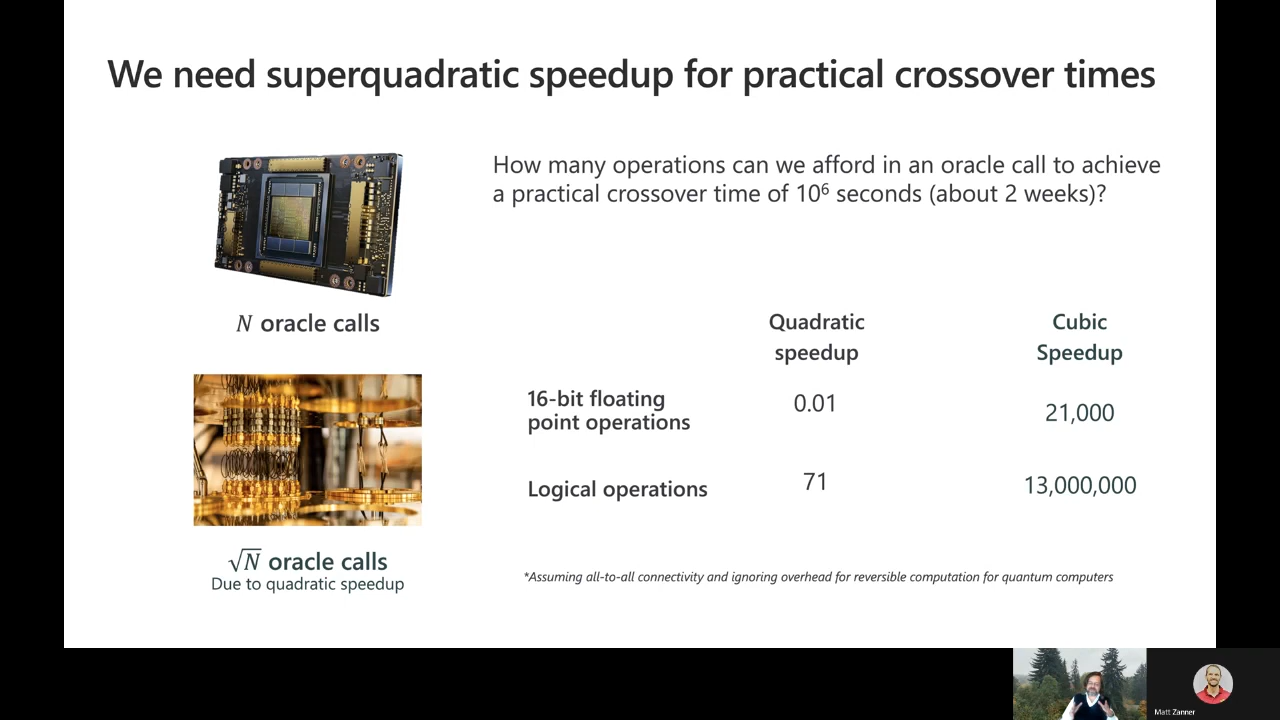 We need superquadratic speedup for practical crossover times
How many operations can we afford in an oracle call to achieve
a practical crossover time of 10⁶ seconds (about 2 weeks)?
N oracle calls
Quadratic
speedup
Cubic
Speedup
16-bit floating
point operations
0.01
21,000
Logical operations
71
13,000,000
√N oracle calls
Due to quadratic speedup
*Assuming all-to-all connectivity and ignoring overhead for reversible computation for quantum computers
Matt Zanner